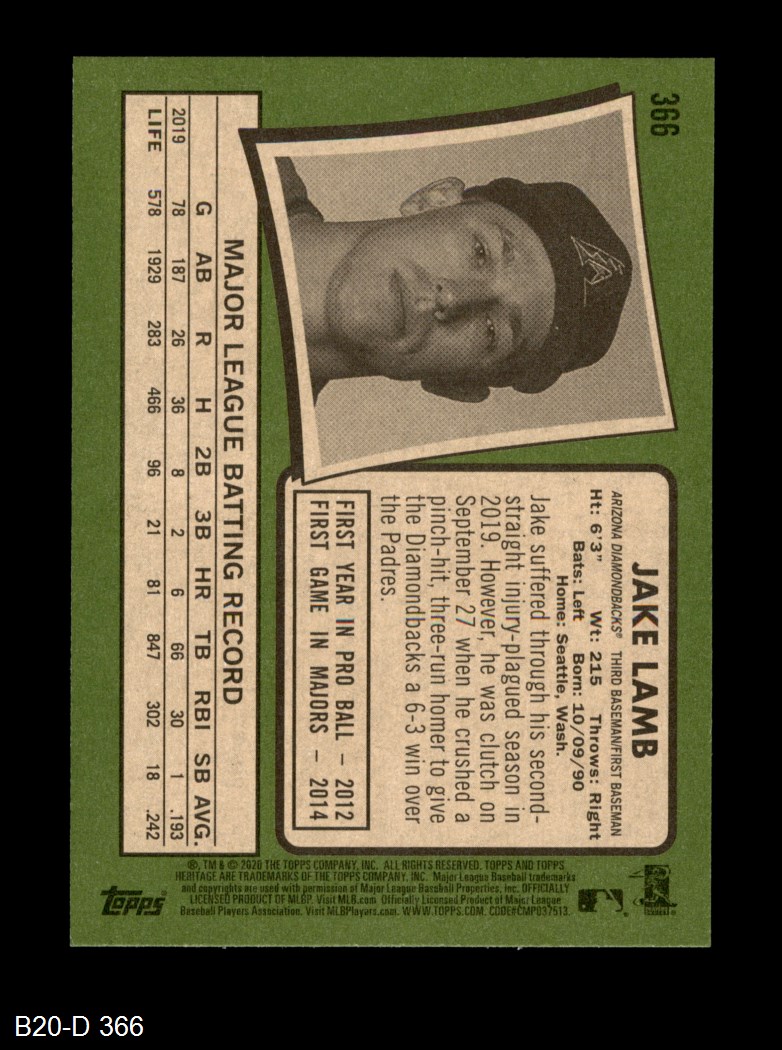 366
JAKE LAMB
ARIZONA DIAMONDBACKS® THIRD BASEMAN/FIRST BASEMAN
Ht: 6'3" Wt: 215 Throws: Right
Bats: Left Born: 10/09/90
Home: Seattle, Wash.
Jake suffered through his second-
straight injury-plagued season in
2019. However, he was clutch on
September 27 when he crushed a
pinch-hit, three-run homer to give
the Diamondbacks a 6-3 win over
the Padres.
FIRST YEAR IN PRO BALL – 2012
FIRST GAME IN MAJORS – 2014
MAJOR LEAGUE BATTING RECORD
G AB R H 2B 3B HR TB RBI SB AVG.
2019 78 187 26 36 8 2 6 66 30 1 .193
LIFE 578 1929 283 466 96 21 81 847 302 18 .242
®, TM & © 2020 THE TOPPS COMPANY, INC. ALL RIGHTS RESERVED. TOPPS AND TOPPS
HERITAGE ARE TRADEMARKS OF THE TOPPS COMPANY, INC. Major League Baseball trademarks
and copyrights are used with permission of Major League Baseball Properties, Inc. OFFICIALLY
LICENSED PRODUCT OF MLBP. Visit MLB.com Officially Licensed Product of Major League
Baseball Players Association. Visit MLBPlayers.com. WWW.TOPPS.COM. CODE#CMP037513.
Topps
B20-D 366